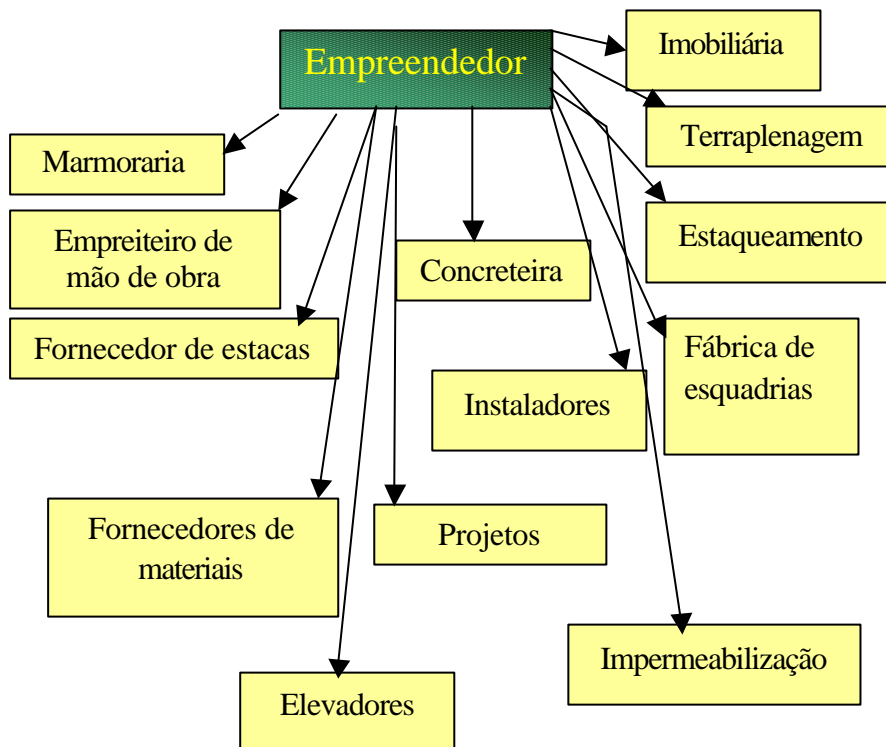 Empreendedor
Imobiliária
Terraplenagem
Marmoraria
Empreiteiro de
mão de obra
Estaqueamento
Concreteira
Fornecedor de estacas
Fábrica de
esquadrias
Instaladores
Fornecedores de
materiais
Projetos
Impermeabilização
Elevadores